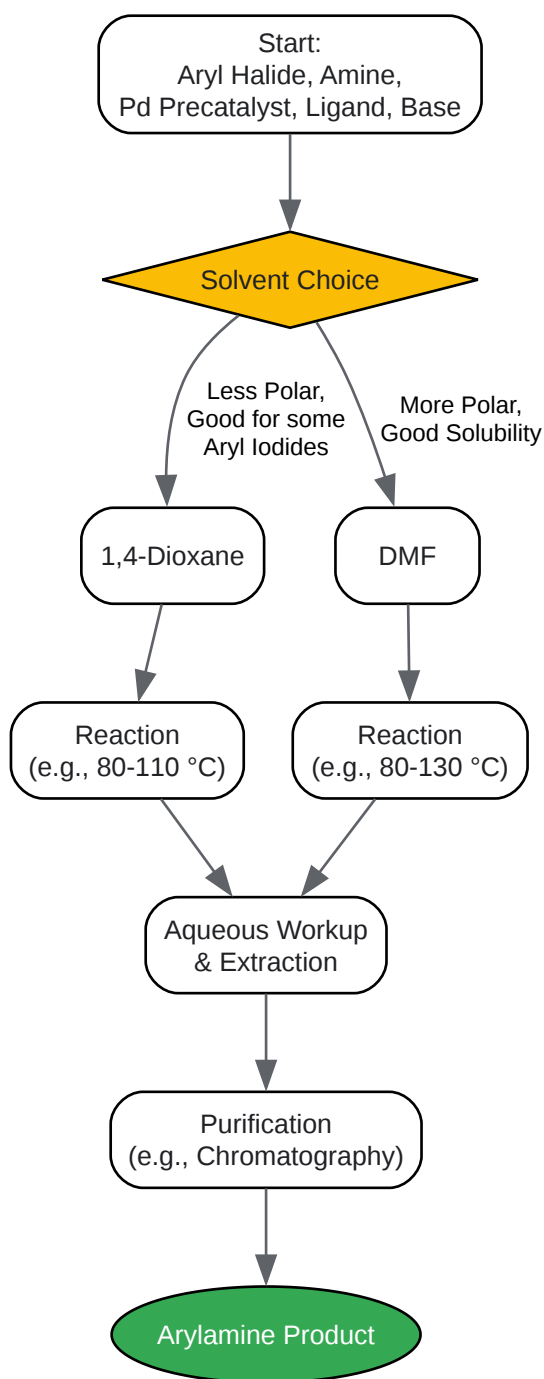 Start:
Aryl Halide, Amine,
Pd Precatalyst, Ligand, Base
Solvent Choice
Less Polar,
Good for some
Aryl Iodides
More Polar,
Good Solubility
1,4-Dioxane
DMF
Reaction
(e.g., 80-110 °C)
Reaction
(e.g., 80-130 °C)
Aqueous Workup
& Extraction
Purification
(e.g., Chromatography)
Arylamine Product